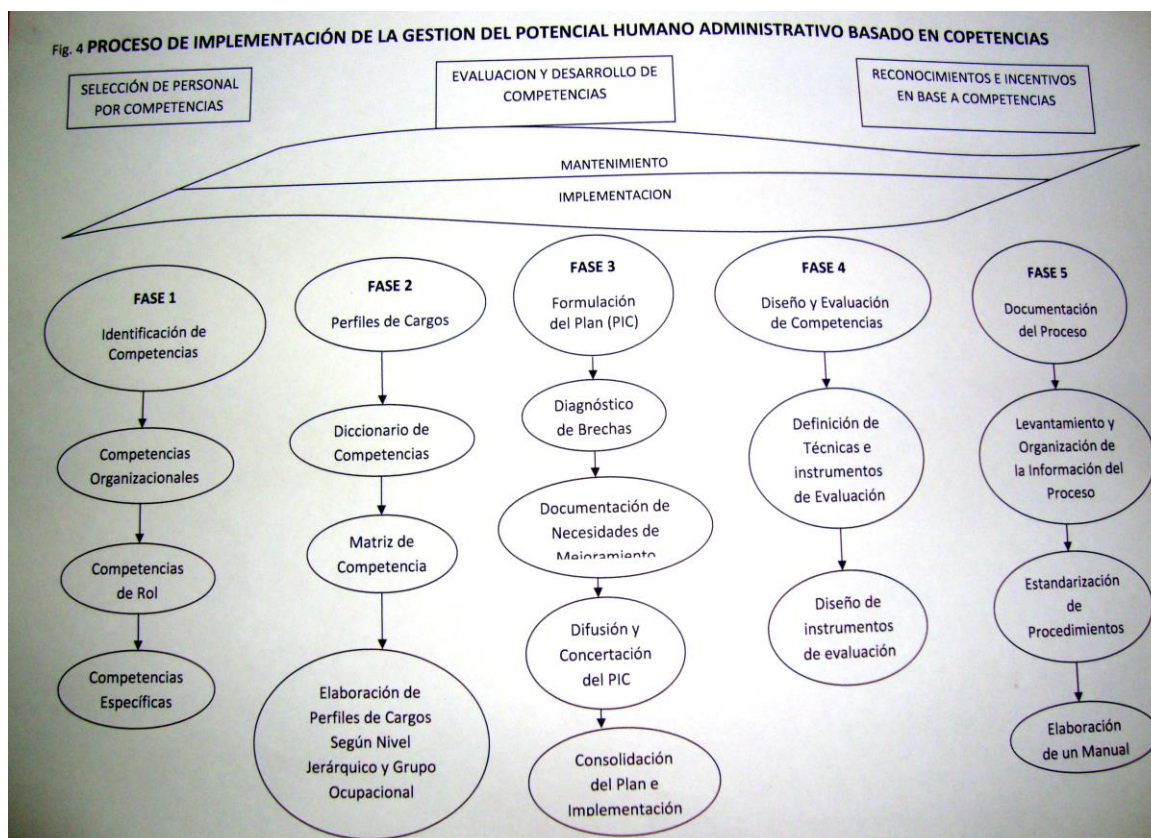 Fig. 4 PROCESO DE IMPLEMENTACIÓN DE LA GESTION DEL POTENCIAL HUMANO ADMINISTRATIVO BASADO EN COPETENCIAS
SELECCIÓN DE PERSONAL
POR COMPETENCIAS
EVALUACION Y DESARROLLO DE
COMPETENCIAS
RECONOCIMIENTOS E INCENTIVOS
EN BASE A COMPETENCIAS
MANTENIMIENTO
IMPLEMENTACION
FASE 1
Identificación de
Competencias
Competencias
Organizacionales
Competencias
de Rol
Competencias
Específicas
FASE 2
Perfiles de Cargos
Diccionario de
Competencias
Matriz de
Competencia
Elaboración de
Perfiles de Cargos
Según Nivel
Jerárquico y Grupo
Ocupacional
FASE 3
Formulación
del Plan (PIC)
Diagnóstico
de Brechas
Documentación de
Necesidades de
Mejoramiento
Difusión y
Concertación
del PIC
Consolidación
del Plan e
Implementación
FASE 4
Diseño y Evaluación
de Competencias
Definición de
Técnicas e
instrumentos
de Evaluación
Diseño de
instrumentos
de evaluación
FASE 5
Documentación
del Proceso
Levantamiento y
Organización de
la Información del
Proceso
Estandarización
de
Procedimientos
Elaboración
de un Manual